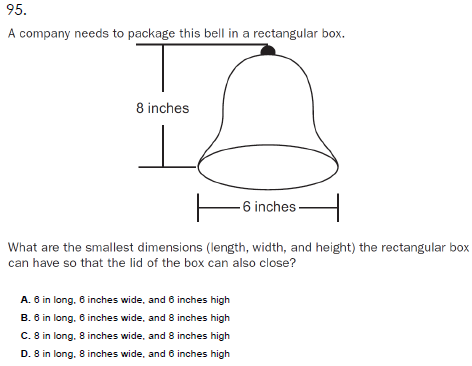 95.
A company needs to package this bell in a rectangular box.
8 inches
6 inches
What are the smallest dimensions (length, width, and height) the rectangular box
can have so that the lid of the box can also close?
A. 6 in long, 6 inches wide, and 6 inches high
B. 6 in long, 6 inches wide, and 8 inches high
C. 8 in long, 8 inches wide, and 8 inches high
D. 8 in long, 8 inches wide, and 6 inches high